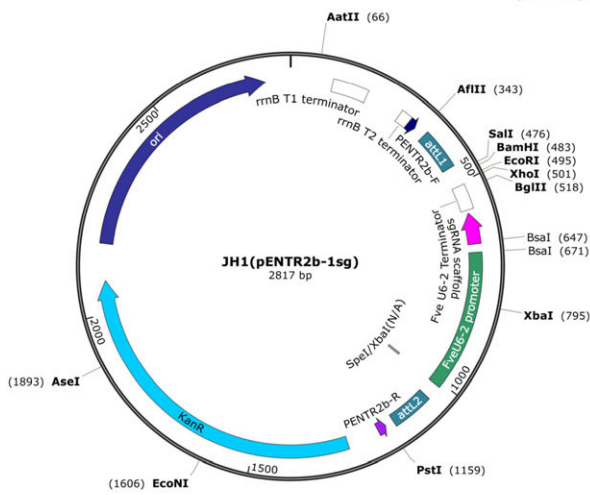 AatII (66)
rrnB T1 terminator
rrnB T2 terminator
PENTR2b-F
attL1
AflII (343)
SalI (476)
BamHI (483)
EcoRI (495)
XhoI (501)
BglII (518)
500
Fve U6-2 Terminator
sgRNA scaffold
BsaI (647)
BsaI (671)
FveU6-2 promoter
XbaI (795)
1000
SpeI/XbaI(N/A)
attL2
PENTR2b-R
PstI (1159)
1500
KanR
(1606) EcoNI
(1893) AseI
2000
ori
2500
JH1(pENTR2b-1sg)
2817 bp